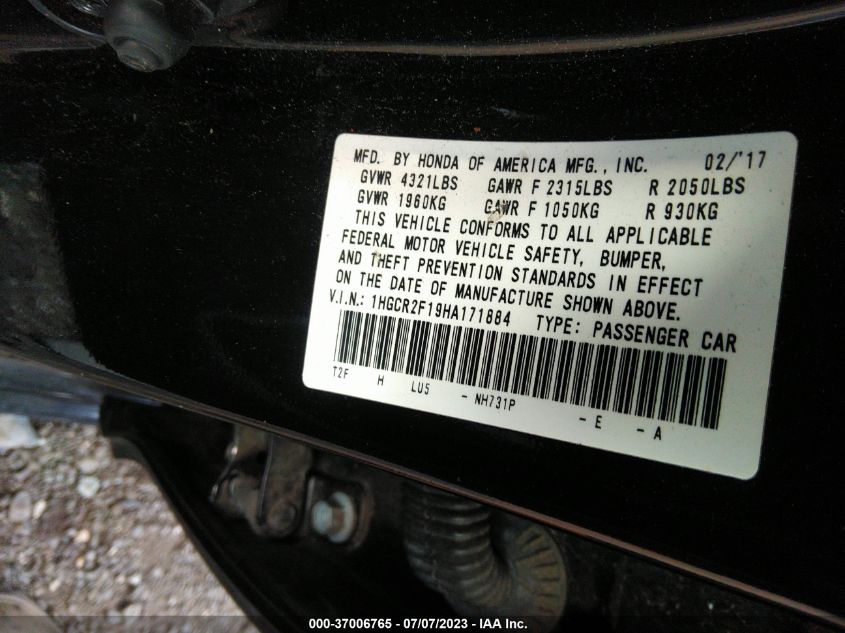 MFD. BY HONDA OF AMERICA MFG., INC. 02/'17
GVWR 4321LBS GAWR F 2315LBS R 2050LBS
GVWR 1960KG GAWR F 1050KG R 930KG
THIS VEHICLE CONFORMS TO ALL APPLICABLE
FEDERAL MOTOR VEHICLE SAFETY, BUMPER,
AND THEFT PREVENTION STANDARDS IN EFFECT
ON THE DATE OF MANUFACTURE SHOWN ABOVE.
V.I.N.: 1HGCR2F19HA171884 TYPE: PASSENGER CAR
T2F H LU5 - NH731P - E - A
000-37006765 - 07/07/2023 - IAA Inc.